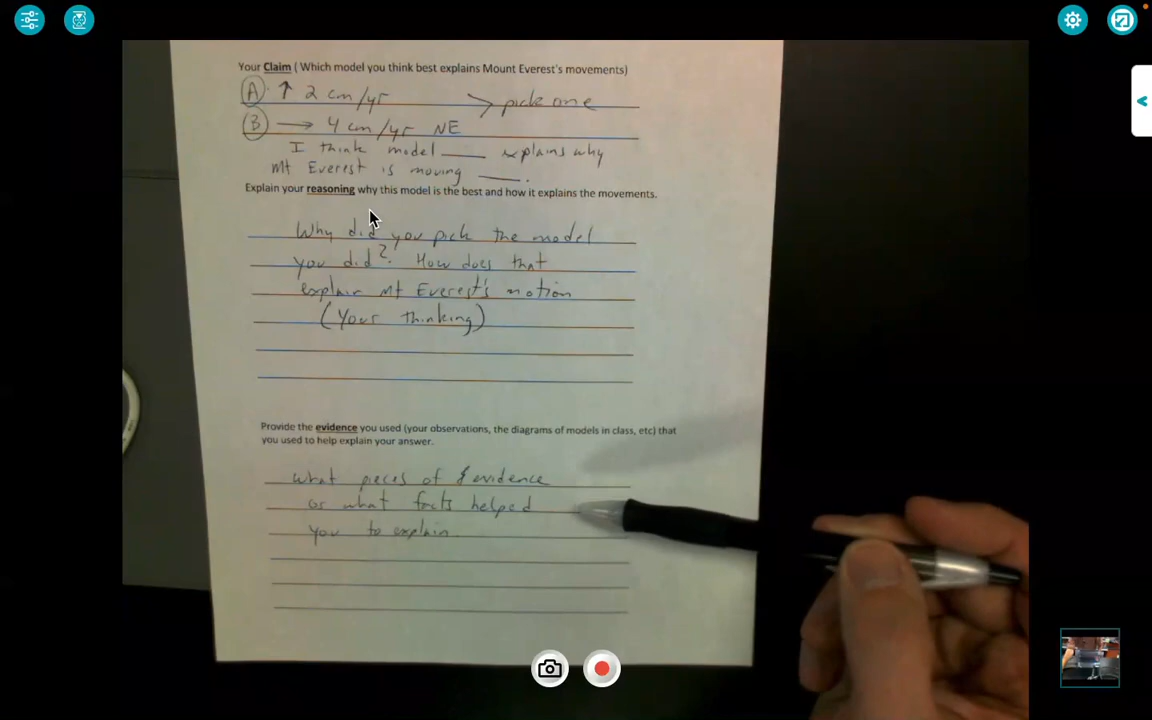 Your Claim ( Which model you think best explains Mount Everest's movements)
A ↑ 2 cm/yr > pick one
B → 4 cm/yr NE
I think model ____ explains why
Mt Everest is moving ____.
Explain your reasoning why this model is the best and how it explains the movements.
Why did you pick the model
you did? How does that
explain Mt Everest's motion
(Your thinking)
Provide the evidence you used (your observations, the diagrams of models in class, etc) that
you used to help explain your answer.
what pieces of evidence
or what facts helped
you to explain